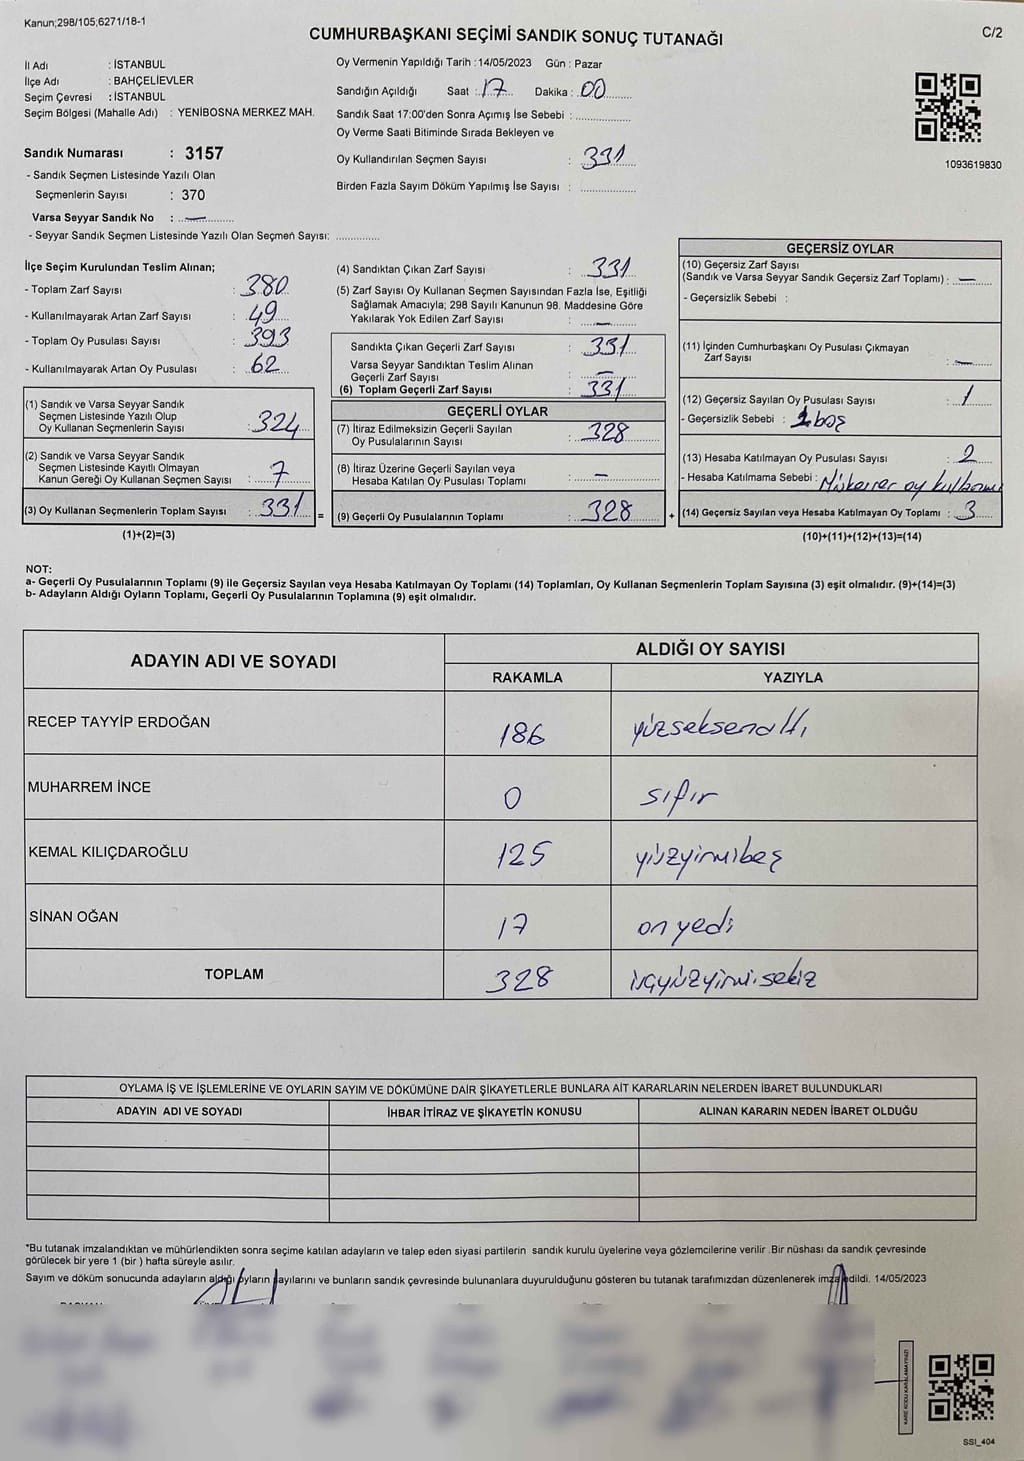 Kanun;298/105;6271/18-1
CUMHURBAŞKANI SEÇİMİ SANDIK SONUÇ TUTANAĞI
C/2
İl Adı : İSTANBUL
İlçe Adı : BAHÇELİEVLER
Seçim Çevresi : İSTANBUL
Seçim Bölgesi (Mahalle Adı) : YENİBOSNA MERKEZ MAH.
Sandık Numarası : 3157
- Sandık Seçmen Listesinde Yazılı Olan
Seçmenlerin Sayısı : 370
Varsa Seyyar Sandık No : —
- Seyyar Sandık Seçmen Listesinde Yazılı Olan Seçmen Sayısı: ..............
Oy Vermenin Yapıldığı Tarih : 14/05/2023 Gün : Pazar
Sandığın Açıldığı Saat : 17 Dakika : 00
Sandık Saat 17:00'den Sonra Açımış İse Sebebi : ..................
Oy Verme Saati Bitiminde Sırada Bekleyen ve
Oy Kullandırılan Seçmen Sayısı : 331
Birden Fazla Sayım Döküm Yapılmış İse Sayısı : ..................
1093619830
İlçe Seçim Kurulundan Teslim Alınan;
- Toplam Zarf Sayısı : 380
- Kullanılmayarak Artan Zarf Sayısı : 49
- Toplam Oy Pusulası Sayısı : 393
- Kullanılmayarak Artan Oy Pusulası : 62
(1) Sandık ve Varsa Seyyar Sandık
Seçmen Listesinde Yazılı Olup
Oy Kullanan Seçmenlerin Sayısı : 324
(2) Sandık ve Varsa Seyyar Sandık
Seçmen Listesinde Kayıtlı Olmayan
Kanun Gereği Oy Kullanan Seçmen Sayısı : 7
(3) Oy Kullanan Seçmenlerin Toplam Sayısı : 331 =
(1)+(2)=(3)
(4) Sandıktan Çıkan Zarf Sayısı : 331
(5) Zarf Sayısı Oy Kullanan Seçmen Sayısından Fazla İse, Eşitliği
Sağlamak Amacıyla; 298 Sayılı Kanunun 98. Maddesine Göre
Yakılarak Yok Edilen Zarf Sayısı : —
Sandıkta Çıkan Geçerli Zarf Sayısı : 331
Varsa Seyyar Sandıktan Teslim Alınan
Geçerli Zarf Sayısı : —
(6) Toplam Geçerli Zarf Sayısı : 331
GEÇERLİ OYLAR
(7) İtiraz Edilmeksizin Geçerli Sayılan
Oy Pusulalarının Sayısı : 328
(8) İtiraz Üzerine Geçerli Sayılan veya
Hesaba Katılan Oy Pusulası Toplamı : —
(9) Geçerli Oy Pusulalarının Toplamı : 328 +
GEÇERSİZ OYLAR
(10) Geçersiz Zarf Sayısı
(Sandık ve Varsa Seyyar Sandık Geçersiz Zarf Toplamı) : —
- Geçersizlik Sebebi :
(11) İçinden Cumhurbaşkanı Oy Pusulası Çıkmayan
Zarf Sayısı : —
(12) Geçersiz Sayılan Oy Pusulası Sayısı : 1
- Geçersizlik Sebebi : 1 boş
(13) Hesaba Katılmayan Oy Pusulası Sayısı : 2
- Hesaba Katılmama Sebebi : Mükerrer oy kullanımı
(14) Geçersiz Sayılan veya Hesaba Katılmayan Oy Toplamı : 3
(10)+(11)+(12)+(13)=(14)
NOT:
a- Geçerli Oy Pusulalarının Toplamı (9) ile Geçersiz Sayılan veya Hesaba Katılmayan Oy Toplamı (14) Toplamları, Oy Kullanan Seçmenlerin Toplam Sayısına (3) eşit olmalıdır. (9)+(14)=(3)
b- Adayların Aldığı Oyların Toplamı, Geçerli Oy Pusulalarının Toplamına (9) eşit olmalıdır.
ADAYIN ADI VE SOYADI ALDIĞI OY SAYISI
RAKAMLA YAZIYLA
RECEP TAYYİP ERDOĞAN 186 yüzseksenaltı
MUHARREM İNCE 0 sıfır
KEMAL KILIÇDAROĞLU 125 yüzyirmibeş
SİNAN OĞAN 17 onyedi
TOPLAM 328 üçyüzyirmisekiz
OYLAMA İŞ VE İŞLEMLERİNE VE OYLARIN SAYIM VE DÖKÜMÜNE DAİR ŞİKAYETLERLE BUNLARA AİT KARARLARIN NELERDEN İBARET BULUNDUKLARI
ADAYIN ADI VE SOYADI İHBAR İTİRAZ VE ŞİKAYETİN KONUSU ALINAN KARARIN NEDEN İBARET OLDUĞU
*Bu tutanak imzalandıktan ve mühürlendikten sonra seçime katılan adayların ve talep eden siyasi partilerin sandık kurulu üyelerine veya gözlemcilerine verilir .Bir nüshası da sandık çevresinde
görülecek bir yere 1 (bir ) hafta süreyle asılır.
Sayım ve döküm sonucunda adayların aldığı oyların sayılarını ve bunların sandık çevresinde bulunanlara duyurulduğunu gösteren bu tutanak tarafımızdan düzenlenerek imza edildi. 14/05/2023
KARE KODU KARALAMAYINIZ!
SSI_404